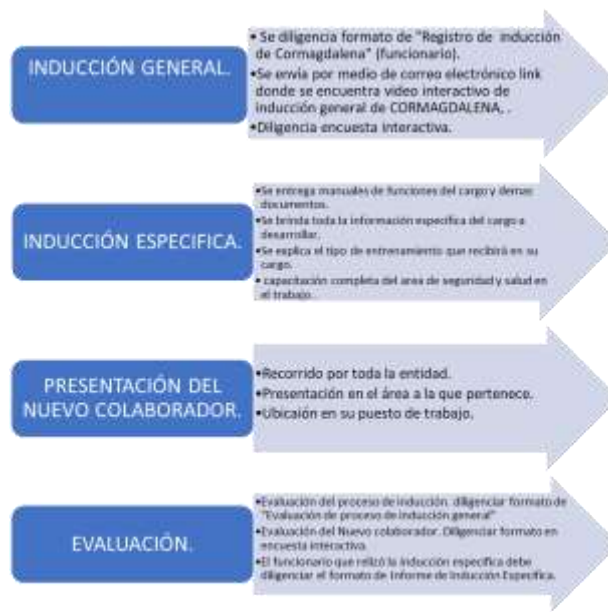 INDUCCIÓN GENERAL.
• Se diligencia formato de "Registro de inducción
de Cormagdalena" (funcionario).
•Se envía por medio de correo electrónico link
donde se encuentra video interactivo de
inducción general de CORMAGDALENA, .
•Diligencia encuesta interactiva.
INDUCCIÓN ESPECIFICA.
•Se entrega manuales de funciones del cargo y demas
documentos.
•Se brinda toda la información especifica del cargo a
desarrollar.
•Se explica el tipo de entrenamiento que recibirá en su
cargo.
• capacitación completa del area de seguridad y salud en
el trabajo.
PRESENTACIÓN DEL
NUEVO COLABORADOR.
•Recorrido por toda la entidad.
•Presentación en el área a la que pertenece.
•Ubicaión en su puesto de trabajo.
EVALUACIÓN.
•Evaluación del proceso de inducción. diligenciar formato de
"Evaluación de proceso de inducción general"
•Evaluación del Nuevo colaborador. Diligenciar formato en
encuesta interactiva.
•El funcionario que relizó la inducción especifica debe
diligenciar el formato de Informe de Inducción Especifica.